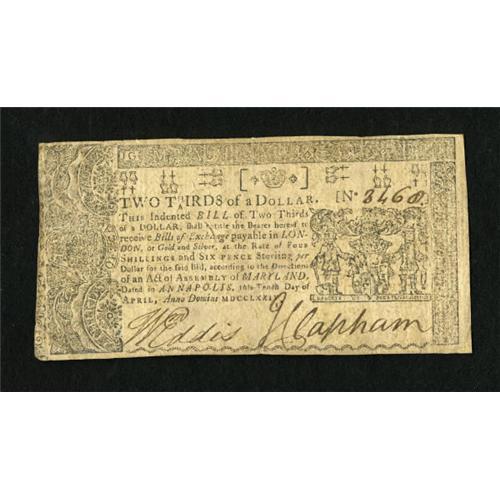 TWO THIRDS of a DOLLAR. [N° 3468.
THIS Indented BILL of Two Thirds
of a DOLLAR, shall entitle the Bearer hereof to
receive Bills of Exchange payable in LON-
DON, or Gold and Silver, at the Rate of FOUR
SHILLINGS and SIX PENCE Sterling per
Dollar for the said Bill, according to the Directions
of an ACT of ASSEMBLY of MARYLAND.
Dated in ANNAPOLIS, this Tenth Day of
APRIL, Anno Domini MDCCLXXIV.
WEddis JClapham